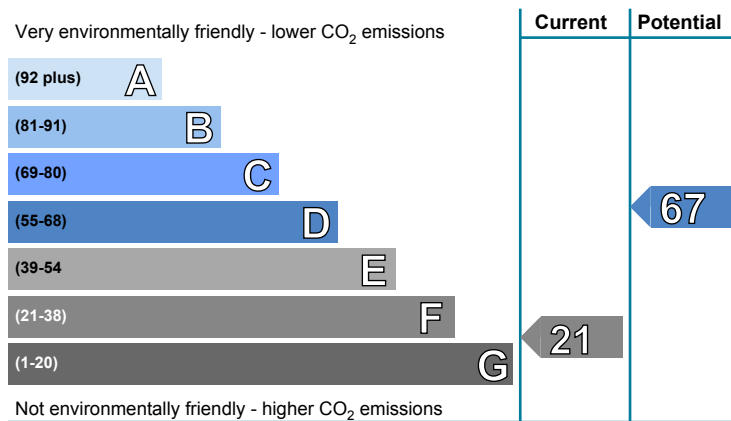 Current Potential
Very environmentally friendly - lower CO2 emissions
(92 plus) A
(81-91) B
(69-80) C
(55-68) D
67
(39-54 E
(21-38) F
21
(1-20) G
Not environmentally friendly - higher CO2 emissions